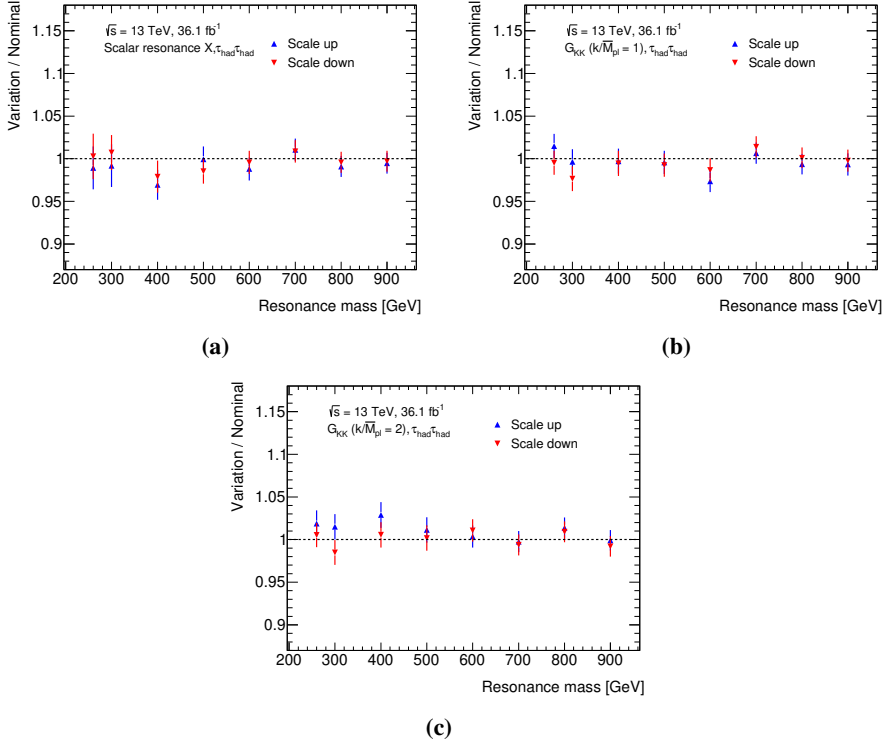 Variation / Nominal
1.15
1.1
1.05
1
0.95
0.9
√s = 13 TeV, 36.1 fb⁻¹
Scalar resonance X,τhadτhad
Scale up
Scale down
200 300 400 500 600 700 800 900
Resonance mass [GeV]
(a)
Variation / Nominal
1.15
1.1
1.05
1
0.95
0.9
√s = 13 TeV, 36.1 fb⁻¹
G_KK (k/M̅_pl = 1), τhadτhad
Scale up
Scale down
200 300 400 500 600 700 800 900
Resonance mass [GeV]
(b)
Variation / Nominal
1.15
1.1
1.05
1
0.95
0.9
√s = 13 TeV, 36.1 fb⁻¹
G_KK (k/M̅_pl = 2), τhadτhad
Scale up
Scale down
200 300 400 500 600 700 800 900
Resonance mass [GeV]
(c)